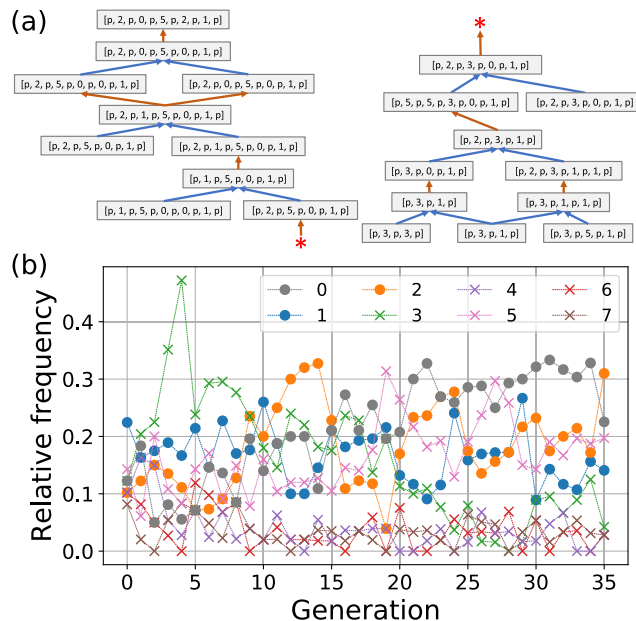 (a)
[p, 2, p, 0, p, 5, p, 2, p, 1, p]
[p, 2, p, 0, p, 5, p, 0, p, 1, p]
[p, 2, p, 5, p, 0, p, 0, p, 1, p]
[p, 2, p, 0, p, 5, p, 0, p, 1, p]
[p, 2, p, 1, p, 5, p, 0, p, 1, p]
[p, 2, p, 5, p, 0, p, 0, p, 1, p]
[p, 2, p, 1, p, 5, p, 0, p, 1, p]
[p, 1, p, 5, p, 0, p, 1, p]
[p, 1, p, 5, p, 0, p, 0, p, 1, p]
[p, 2, p, 5, p, 0, p, 1, p]
*
*
[p, 2, p, 3, p, 0, p, 1, p]
[p, 5, p, 5, p, 3, p, 0, p, 1, p]
[p, 2, p, 3, p, 0, p, 1, p]
[p, 2, p, 3, p, 1, p]
[p, 3, p, 0, p, 1, p]
[p, 2, p, 3, p, 1, p, 1, p]
[p, 3, p, 1, p]
[p, 3, p, 1, p, 1, p]
[p, 3, p, 3, p]
[p, 3, p, 1, p]
[p, 3, p, 5, p, 1, p]
(b)
Relative frequency
0.4
0.3
0.2
0.1
0.0
0 2 4 6
1 3 5 7
0 5 10 15 20 25 30 35
Generation